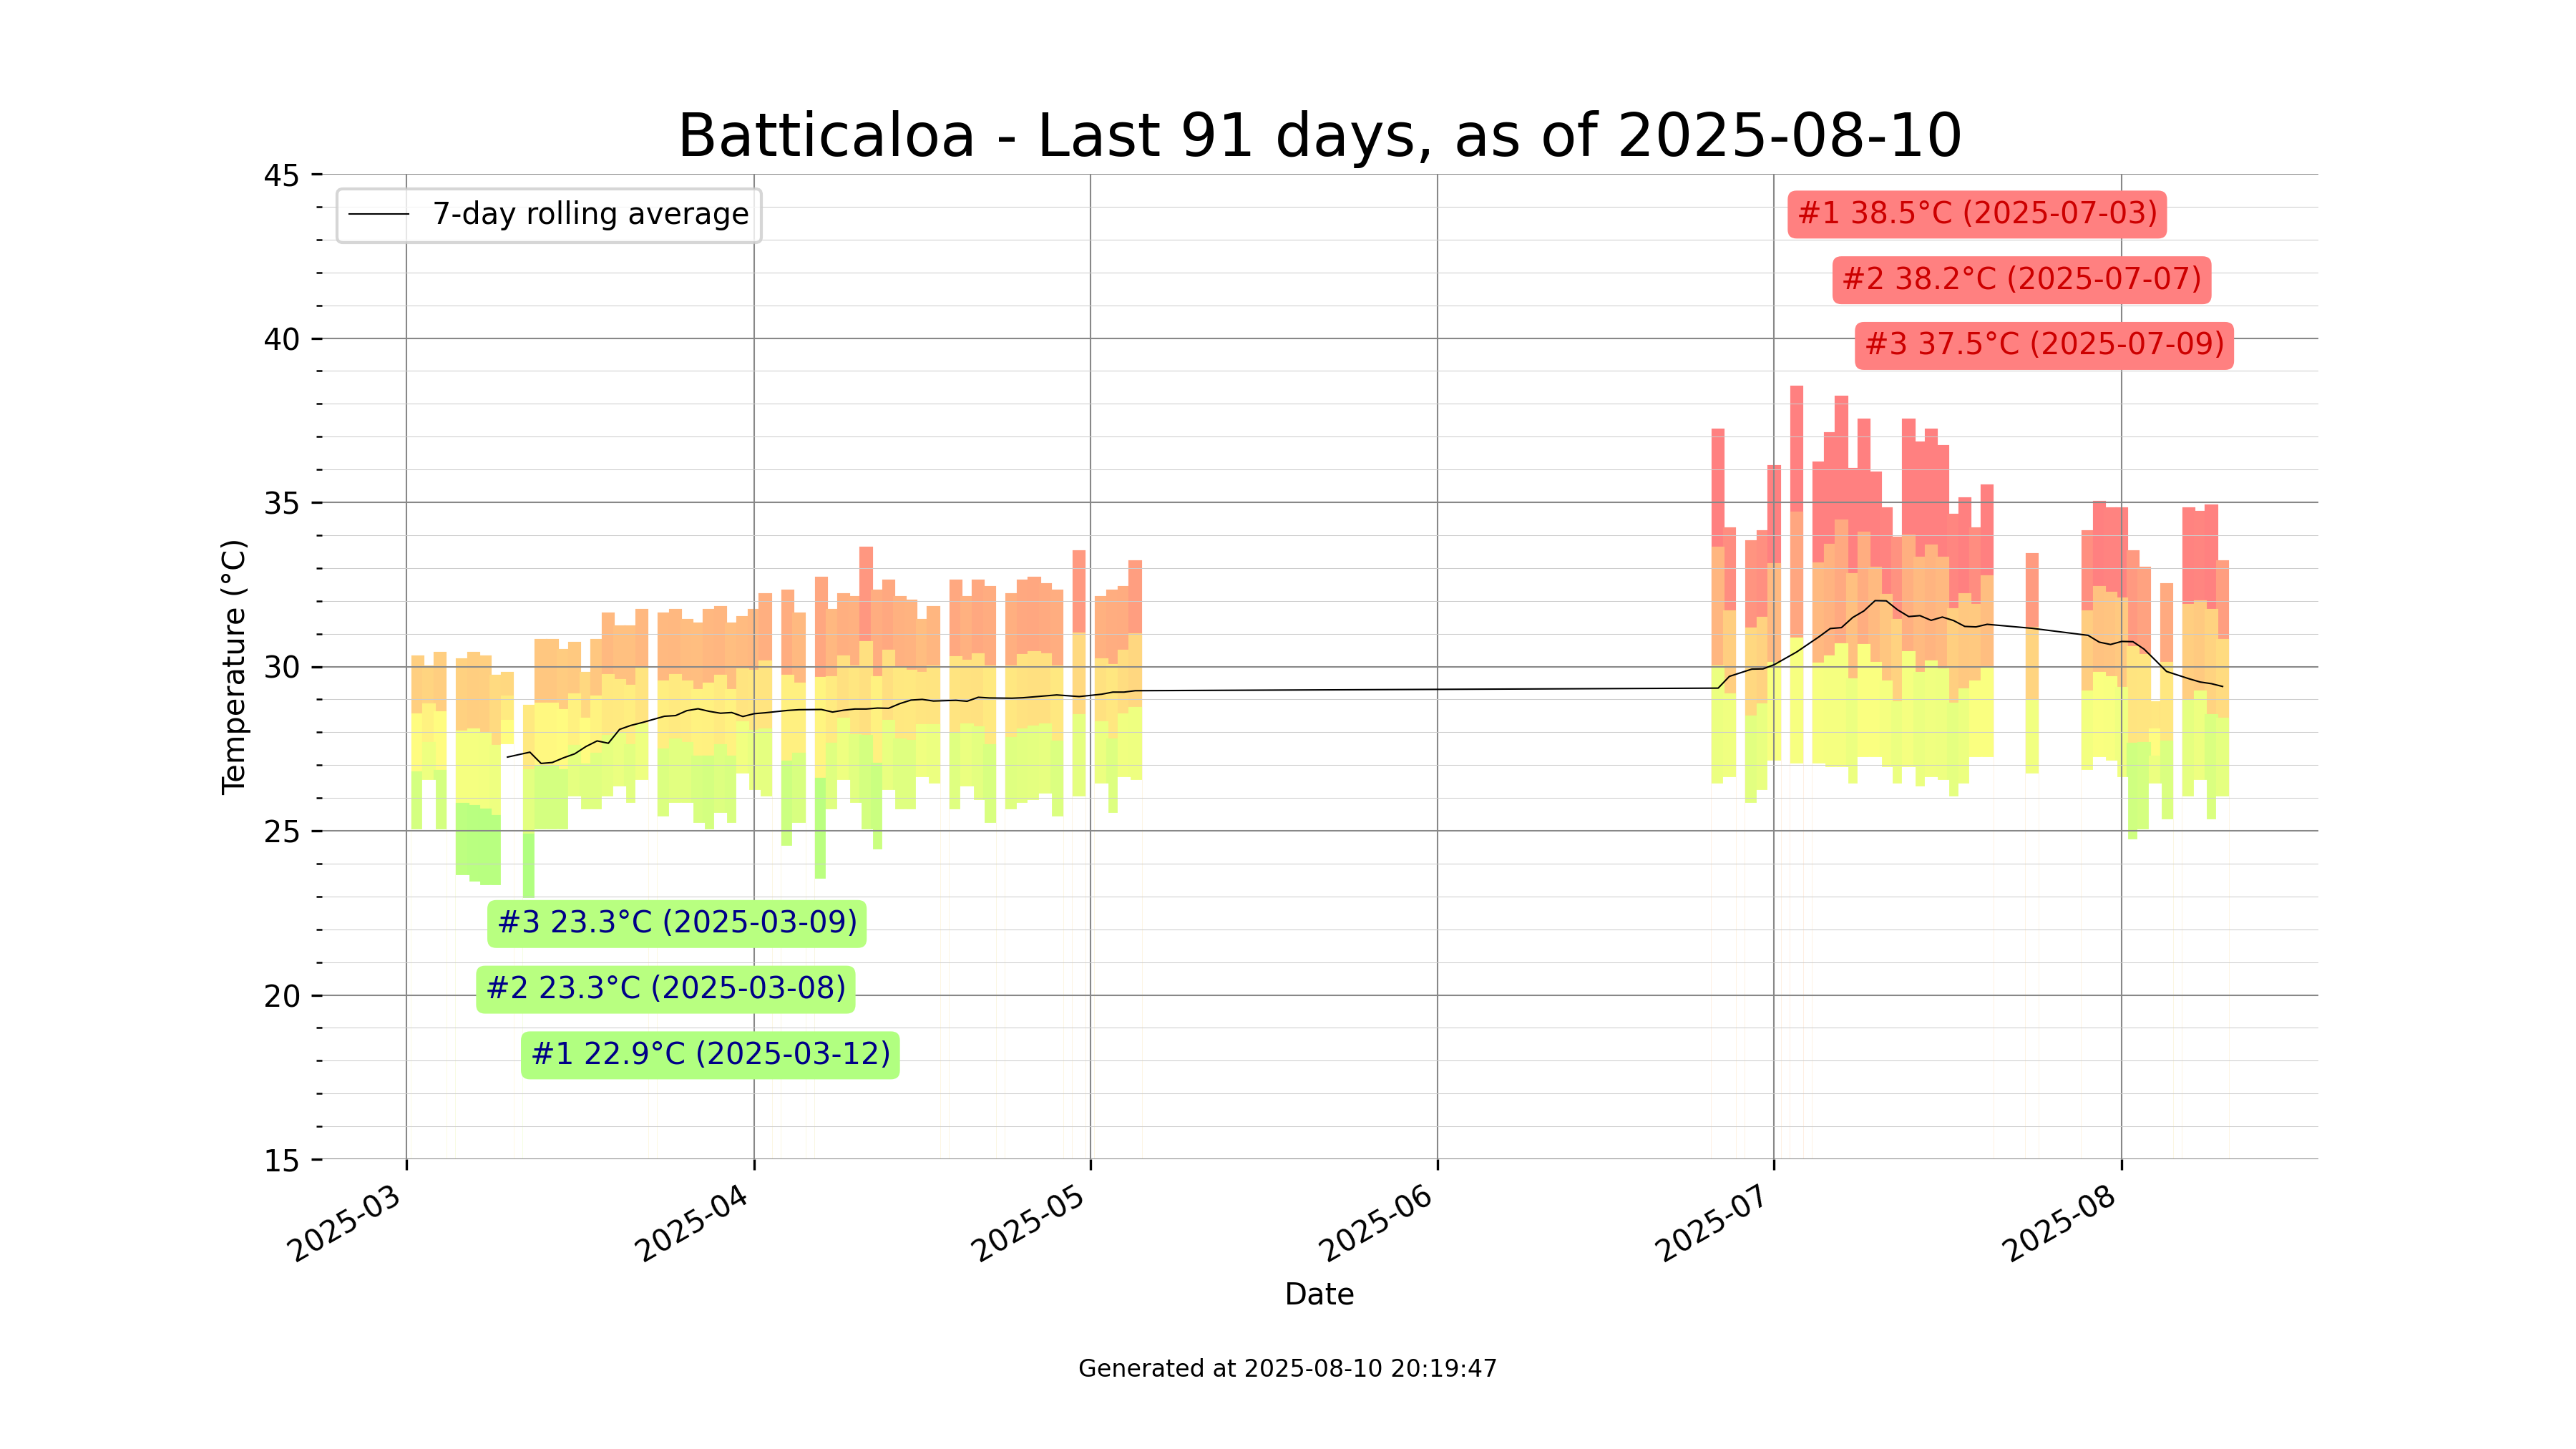 Batticaloa - Last 91 days, as of 2025-08-10
45
7-day rolling average
#1 38.5°C (2025-07-03)
#2 38.2°C (2025-07-07)
40
#3 37.5°C (2025-07-09)
35
Temperature (°C)
30
25
#3 23.3°C (2025-03-09)
20
#2 23.3°C (2025-03-08)
#1 22.9°C (2025-03-12)
15
2025-03
2025-04
2025-05
2025-06
2025-07
2025-08
Date
Generated at 2025-08-10 20:19:47